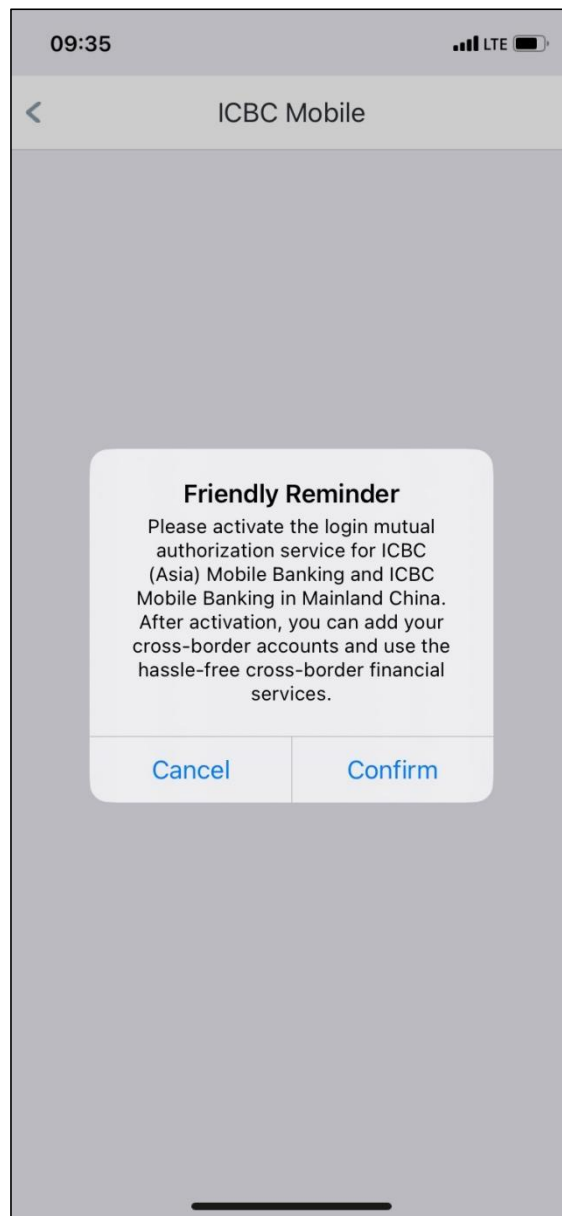 09:35
LTE
ICBC Mobile
Friendly Reminder
Please activate the login mutual
authorization service for ICBC
(Asia) Mobile Banking and ICBC
Mobile Banking in Mainland China.
After activation, you can add your
cross-border accounts and use the
hassle-free cross-border financial
services.
Cancel
Confirm